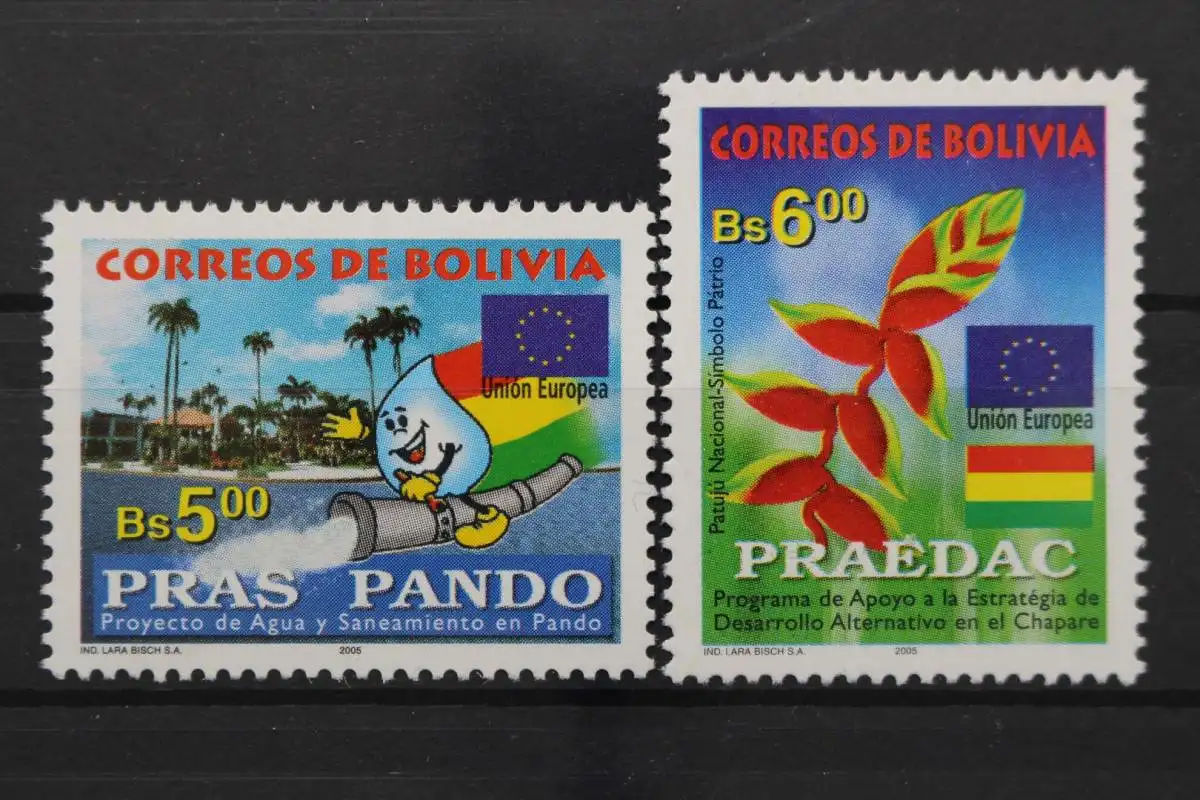 CORREOS DE BOLIVIA
Unión Europea
Bs5.00
PRAS PANDO
Proyecto de Agua y Saneamiento en Pando
IND. LARA BISCH S.A. 2005
CORREOS DE BOLIVIA
Bs6.00
Patujú Nacional-Símbolo Pátrio
Unión Europea
PRAEDAC
Programa de Apoyo a la Estratégia de
Desarrollo Alternativo en el Chapare
IND. LARA BISCH S.A. 2005